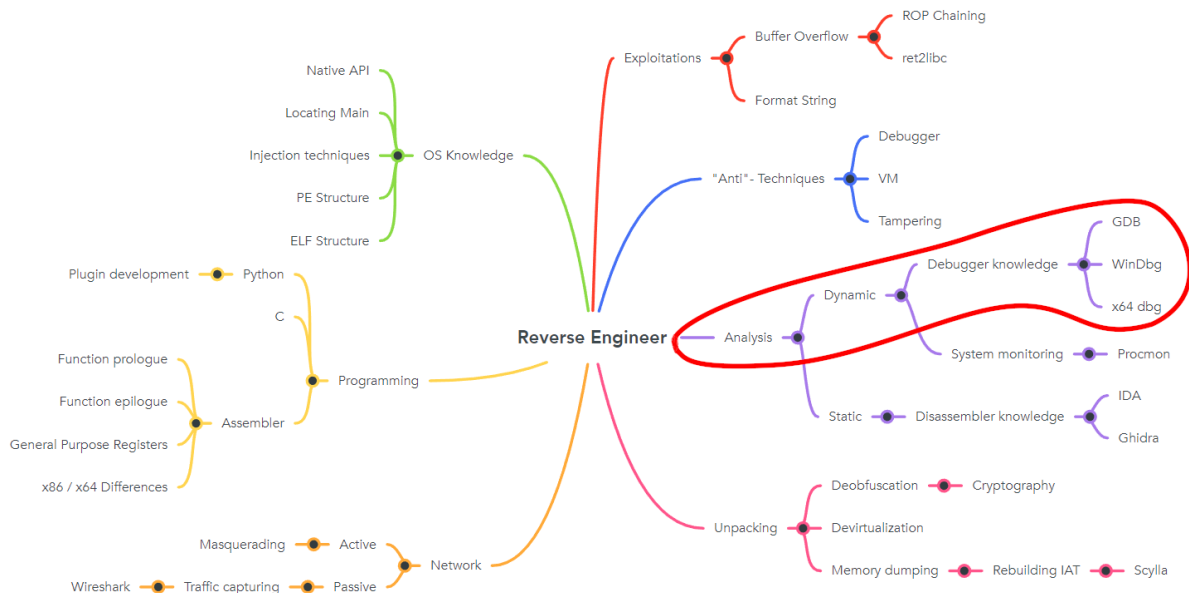 Reverse Engineer
Exploitations
Buffer Overflow
ROP Chaining
ret2libc
Format String
"Anti"- Techniques
Debugger
VM
Tampering
Analysis
Dynamic
Debugger knowledge
GDB
WinDbg
x64 dbg
System monitoring
Procmon
Static
Disassembler knowledge
IDA
Ghidra
Unpacking
Deobfuscation
Cryptography
Devirtualization
Memory dumping
Rebuilding IAT
Scylla
OS Knowledge
Native API
Locating Main
Injection techniques
PE Structure
ELF Structure
Programming
Python
Plugin development
C
Assembler
Function prologue
Function epilogue
General Purpose Registers
x86 / x64 Differences
Network
Active
Masquerading
Passive
Traffic capturing
Wireshark